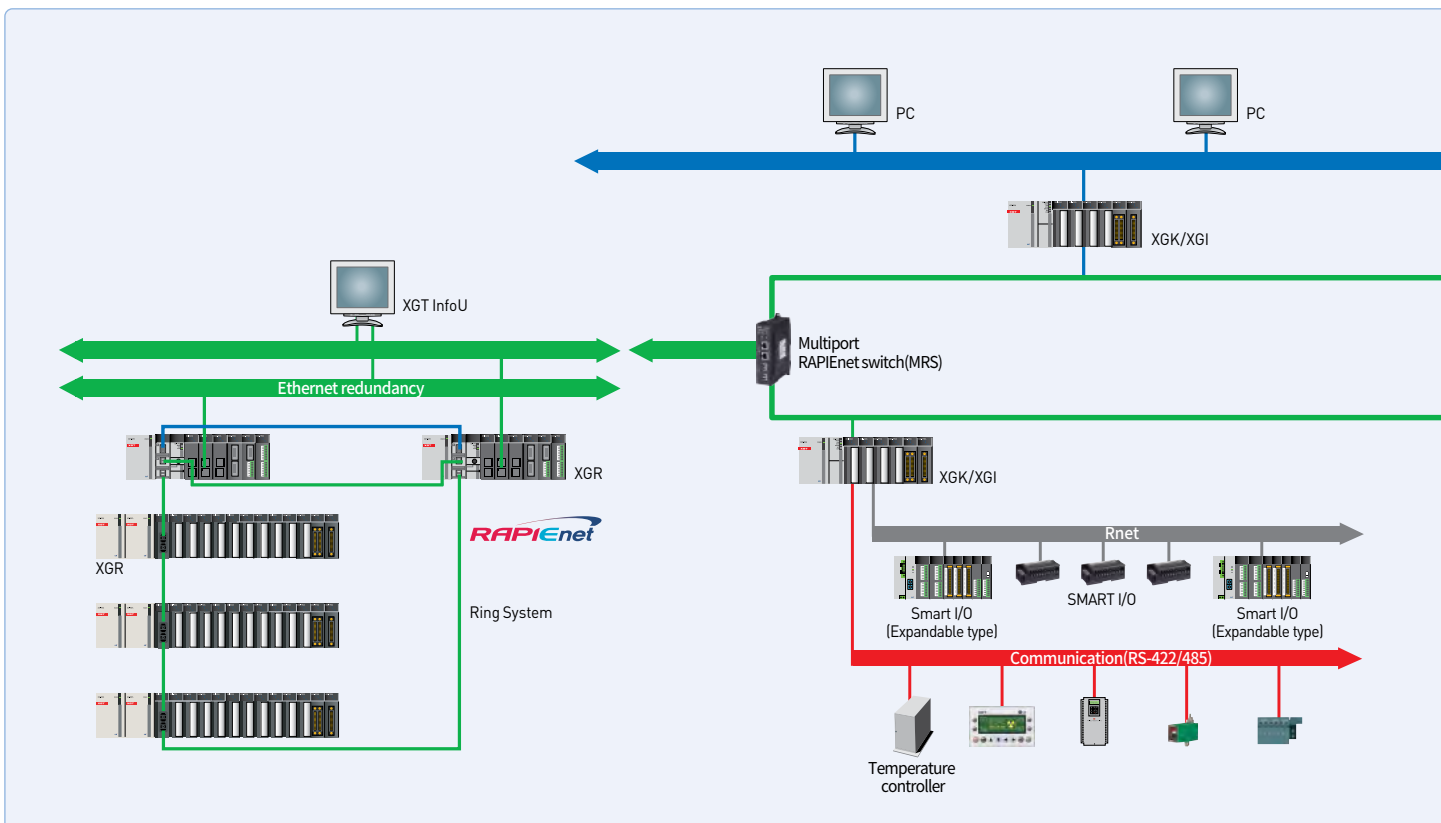 PC
PC
XGK/XGI
XGT InfoU
Multiport
RAPIEnet switch(MRS)
Ethernet redundancy
XGR
XGK/XGI
RAPIEnet
Rnet
XGR
SMART I/O
Ring System
Smart I/O
(Expandable type)
Smart I/O
(Expandable type)
Communication(RS-422/485)
Temperature
controller